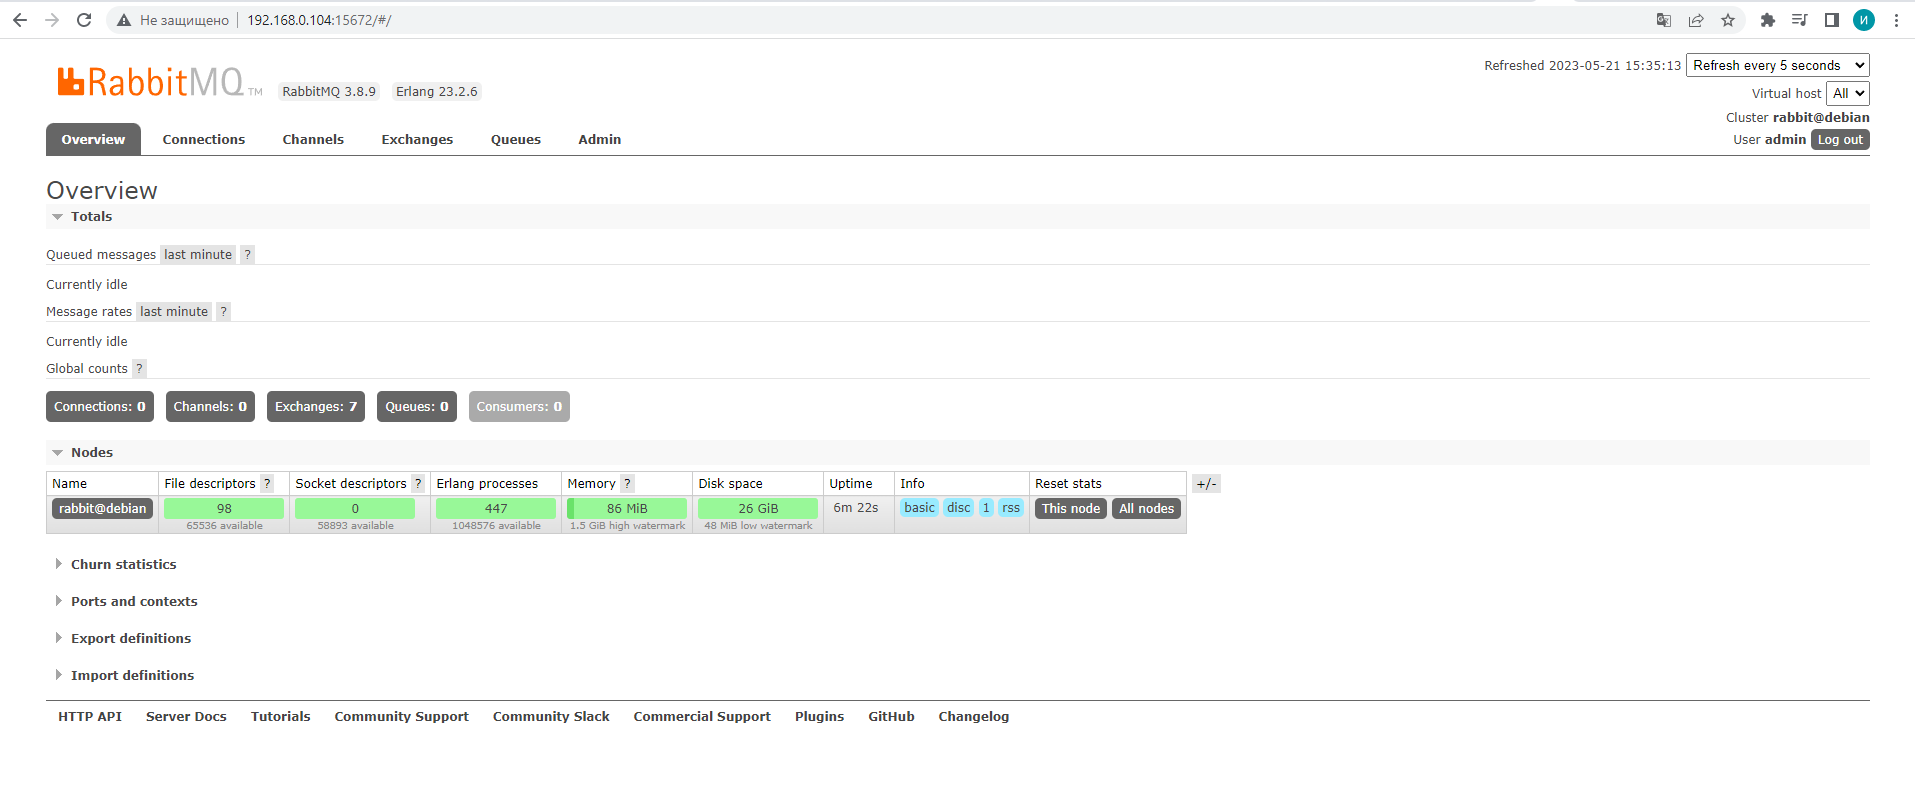 Не защищено 192.168.0.104:15672/#/
И
RabbitMQ TM RabbitMQ 3.8.9 Erlang 23.2.6
Refreshed 2023-05-21 15:35:13 Refresh every 5 seconds
Virtual host All
Cluster rabbit@debian
User admin Log out
Overview Connections Channels Exchanges Queues Admin
Overview
Totals
Queued messages last minute ?
Currently idle
Message rates last minute ?
Currently idle
Global counts ?
Connections: 0 Channels: 0 Exchanges: 7 Queues: 0 Consumers: 0
Nodes
Name File descriptors ? Socket descriptors ? Erlang processes Memory ? Disk space Uptime Info Reset stats +/-
rabbit@debian 98 0 447 86 MiB 26 GiB 6m 22s basic disc 1 rss This node All nodes
65536 available 58893 available 1048576 available 1.5 GiB high watermark 48 MiB low watermark
Churn statistics
Ports and contexts
Export definitions
Import definitions
HTTP API Server Docs Tutorials Community Support Community Slack Commercial Support Plugins GitHub Changelog